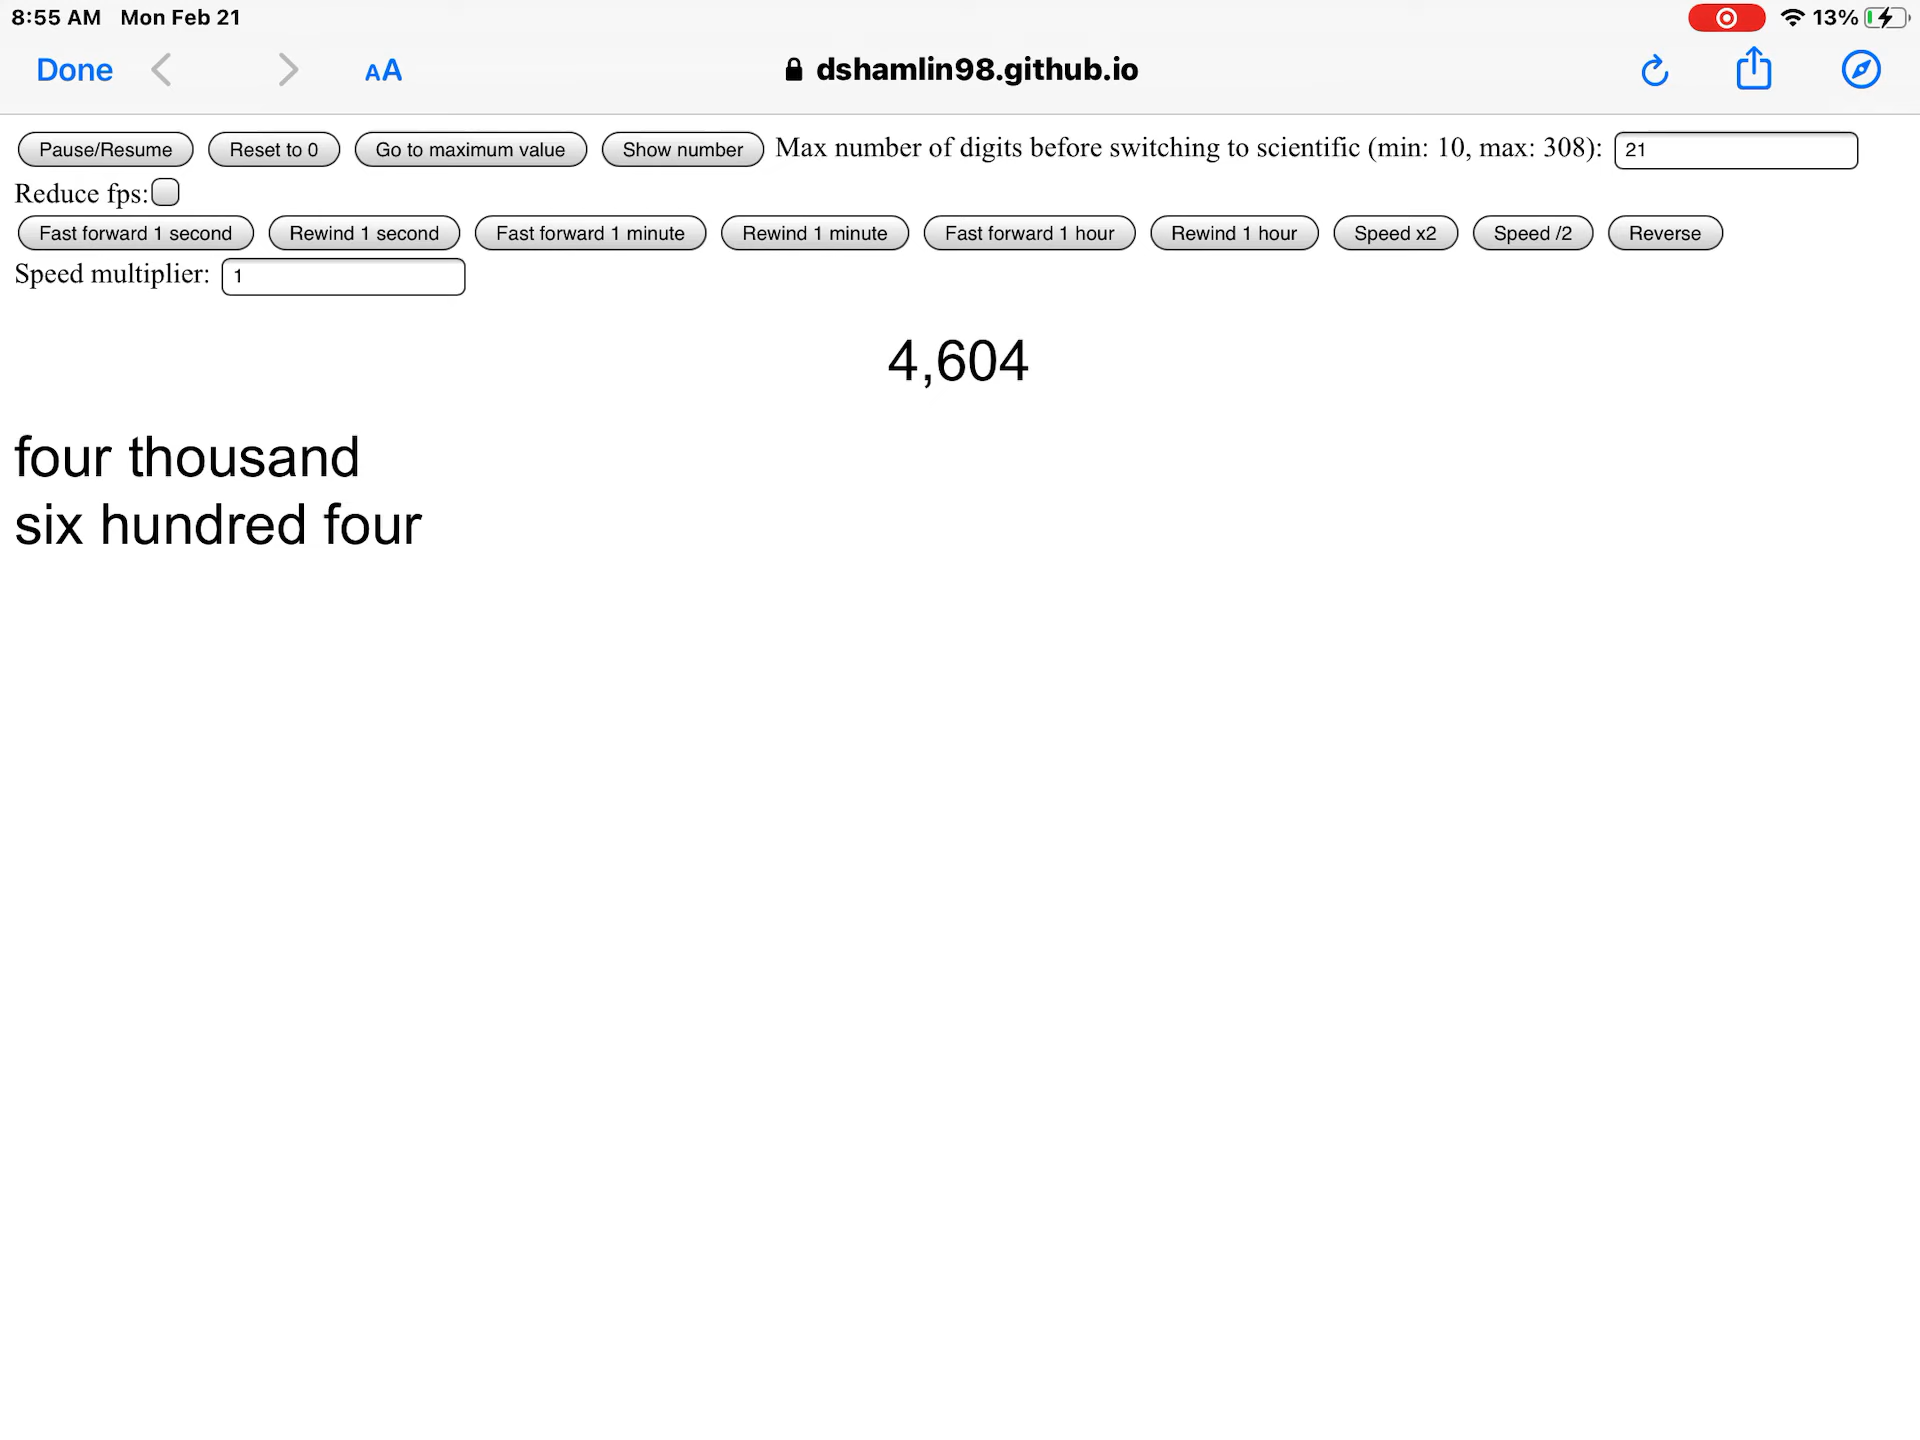 8:55 AM Mon Feb 21 13%
Done AA dshamlin98.github.io
Pause/Resume Reset to 0 Go to maximum value Show number Max number of digits before switching to scientific (min: 10, max: 308): 21
Reduce fps:
Fast forward 1 second Rewind 1 second Fast forward 1 minute Rewind 1 minute Fast forward 1 hour Rewind 1 hour Speed x2 Speed /2 Reverse
Speed multiplier: 1
4,604
four thousand
six hundred four